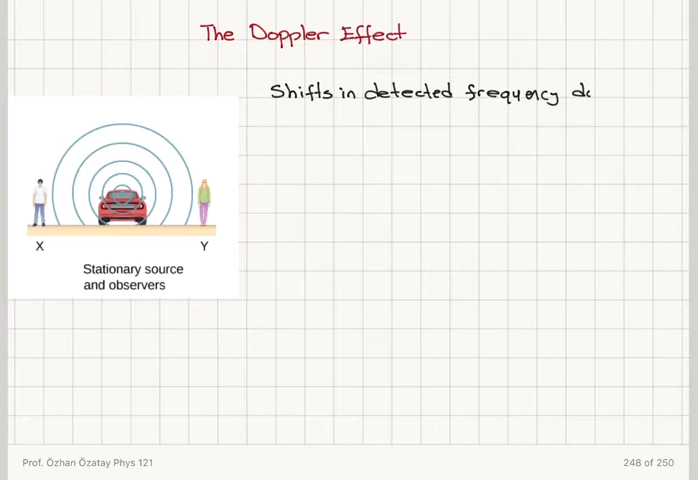 The Doppler Effect
Shifts in detected frequency
X
Y
Stationary source
and observers
Prof. Özhan Özatay Phys 121
248 of 250